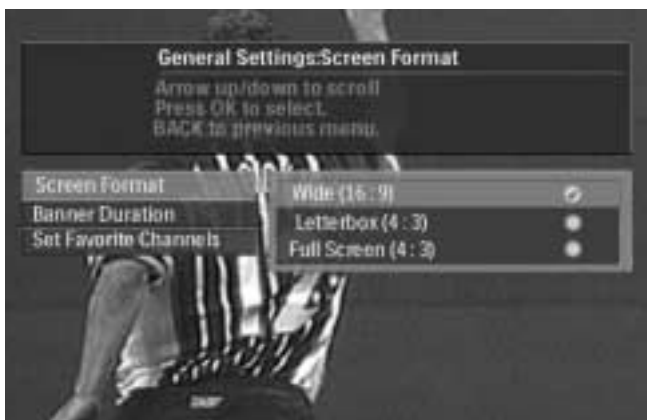 General Settings:Screen Format
Arrow up/down to scroll
Press OK to select.
BACK to previous menu.
Screen Format
Banner Duration
Set Favorite Channels
Wide (16 : 9)
Letterbox (4 : 3)
Full Screen (4 : 3)